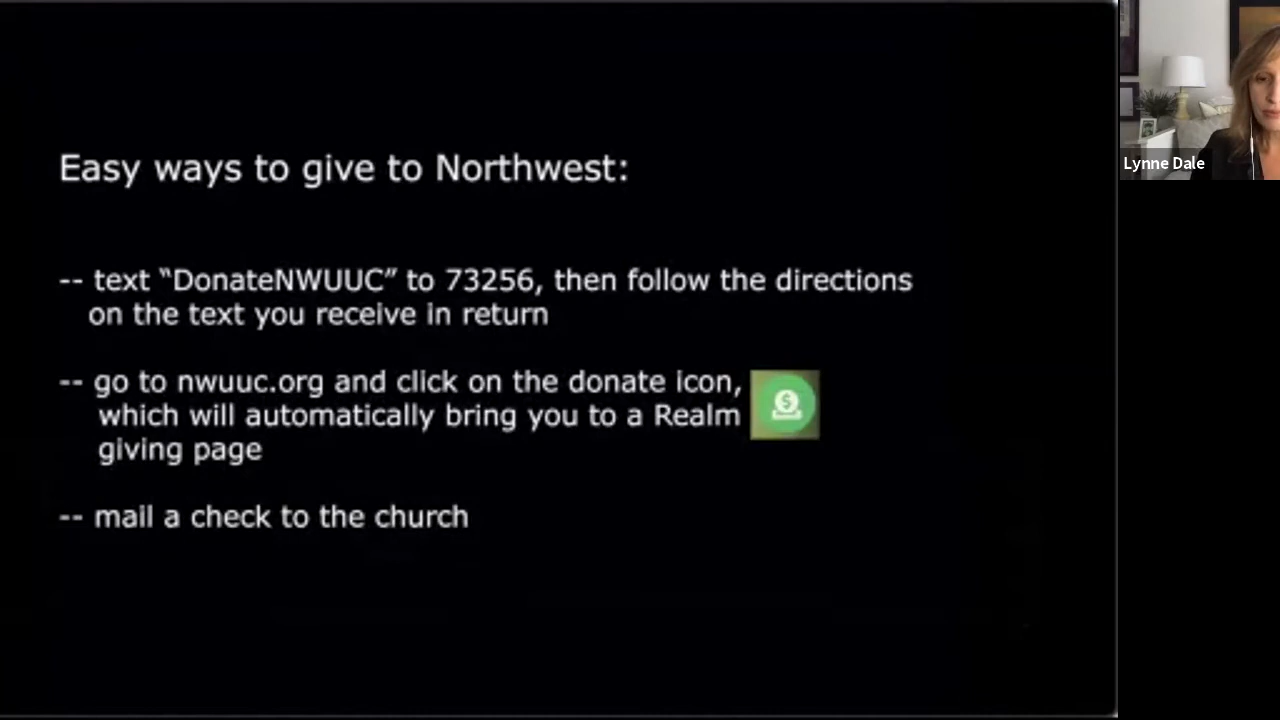 Easy ways to give to Northwest:
-- text “DonateNWUUC” to 73256, then follow the directions
on the text you receive in return
-- go to nwuuc.org and click on the donate icon,
which will automatically bring you to a Realm
giving page
-- mail a check to the church
Lynne Dale